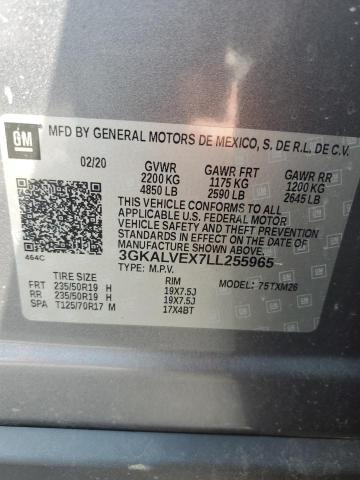 GM
MFD BY GENERAL MOTORS DE MEXICO, S. DE R.L. DE C.V.
02/20 GVWR GAWR FRT GAWR RR
2200 KG 1175 KG 1200 KG
4850 LB 2590 LB 2645 LB
THIS VEHICLE CONFORMS TO ALL
APPLICABLE U.S. FEDERAL MOTOR
VEHICLE SAFETY AND THEFT PREVENTION
STANDARDS IN EFFECT ON THE DATE OF
MANUFACTURE SHOWN ABOVE.
464C
3GKALVEX7LL255965
TYPE: M.P.V.
MODEL: 75TXM26
TIRE SIZE RIM
FRT 235/50R19 H 19X7.5J
RR 235/50R19 H 19X7.5J
SPA T125/70R17 M 17X4BT